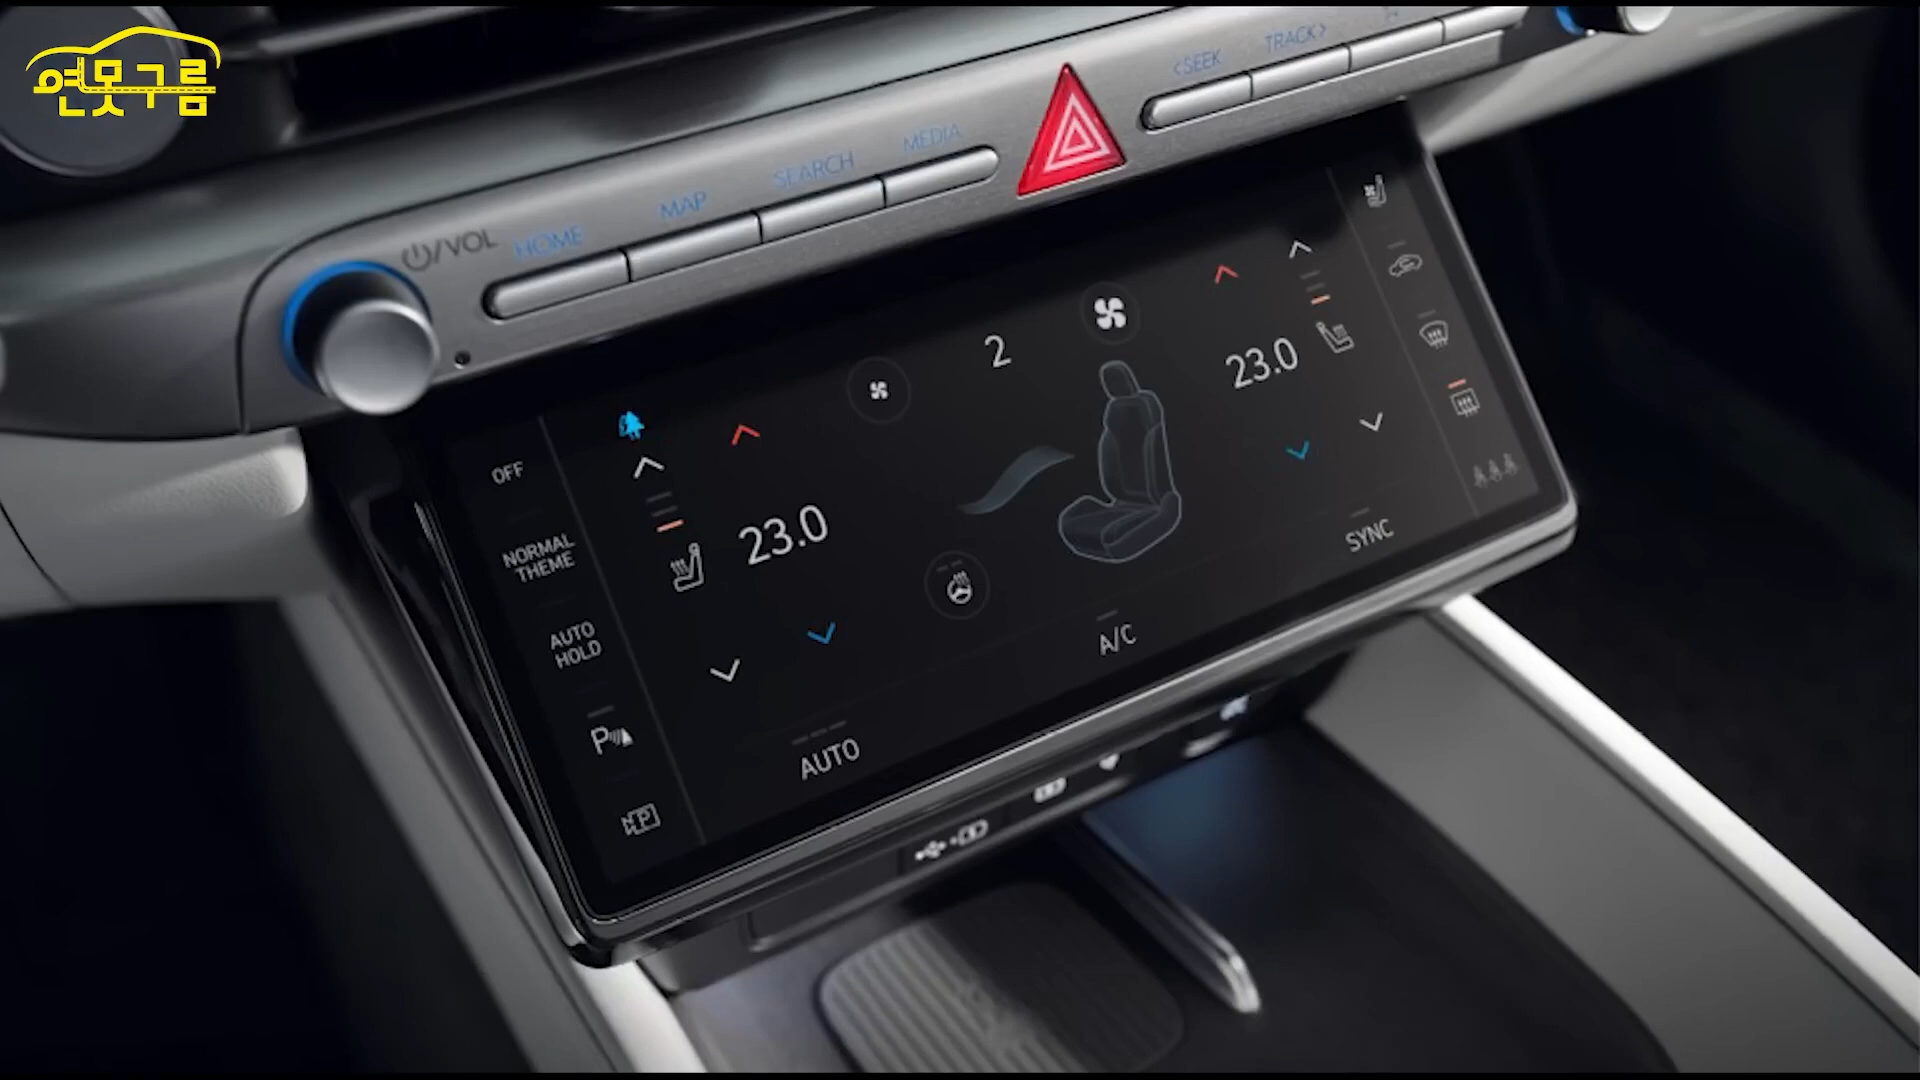 연못구름
<SEEK
TRACK>
MEDIA
SEARCH
MAP
HOME
/VOL
2
23.0
OFF
23.0
NORMAL
THEME
SYNC
AUTO
HOLD
A/C
P
AUTO
P